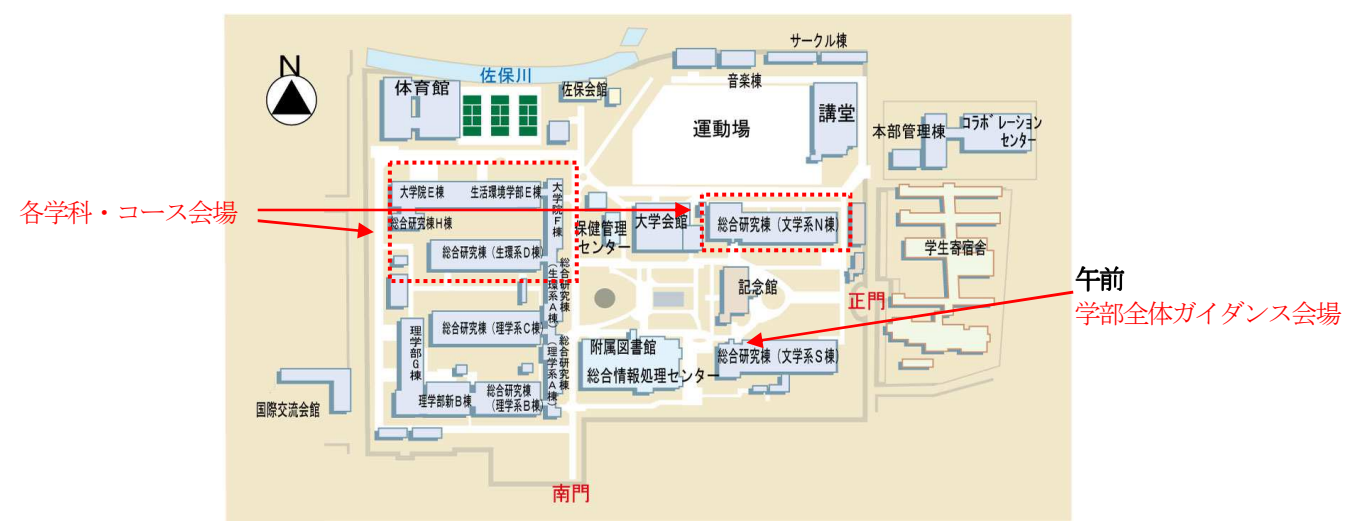 N
佐保川
体育館
佐保会館
サークル棟
音楽棟
運動場
講堂
本部管理棟
コラボレーション
センター
大学院E棟
生活環境学部E棟
大学院F棟
総合研究棟H棟
総合研究棟(生環系D棟)
保健管理
センター
大学会館
総合研究棟(文学系N棟)
学生寄宿舎
各学科・コース会場
総合研究棟
(生環系A棟)
記念館
正門
午前
学部全体ガイダンス会場
理学部G棟
総合研究棟(理学系C棟)
総合研究棟
(理学系A棟)
附属図書館
総合情報処理センター
総合研究棟(文学系S棟)
国際交流会館
理学部新B棟
総合研究棟
(理学系B棟)
南門